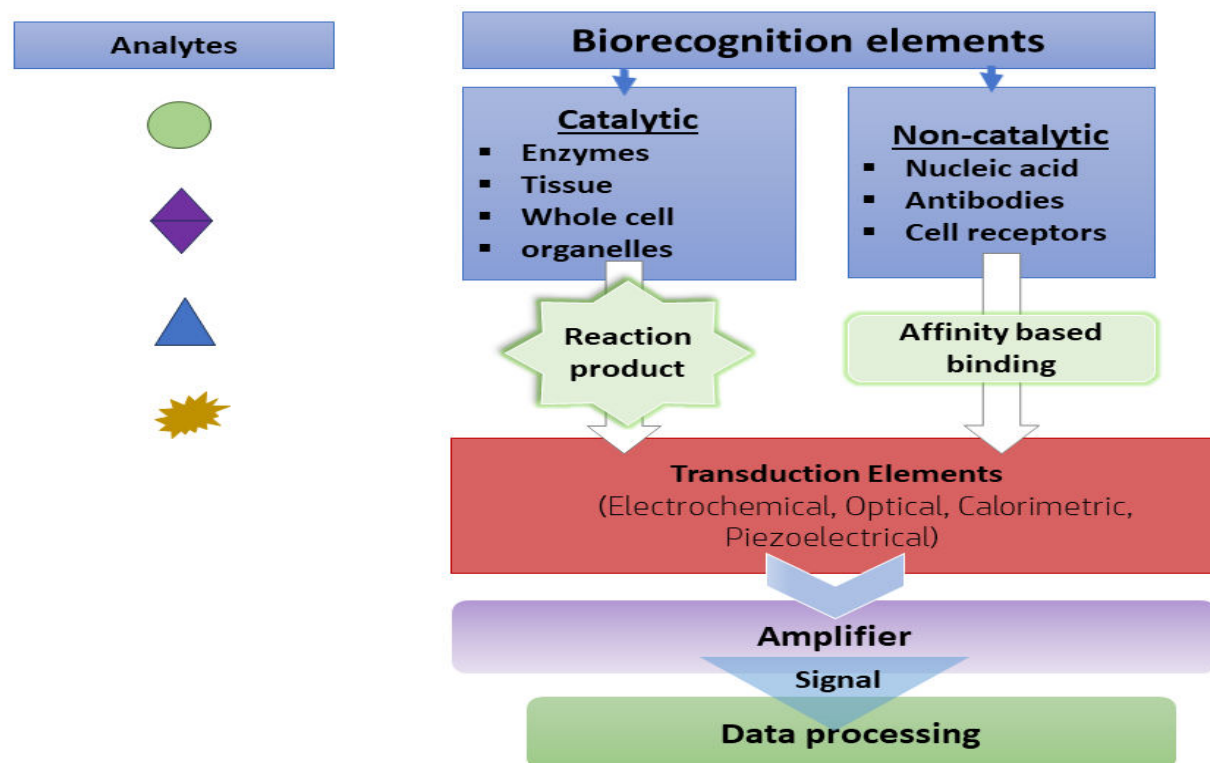 Analytes
Biorecognition elements
Catalytic
▪ Enzymes
▪ Tissue
▪ Whole cell
▪ organelles
Non-catalytic
▪ Nucleic acid
▪ Antibodies
▪ Cell receptors
Reaction
product
Affinity based
binding
Transduction Elements
(Electrochemical, Optical, Calorimetric,
Piezoelectrical)
Amplifier
Signal
Data processing